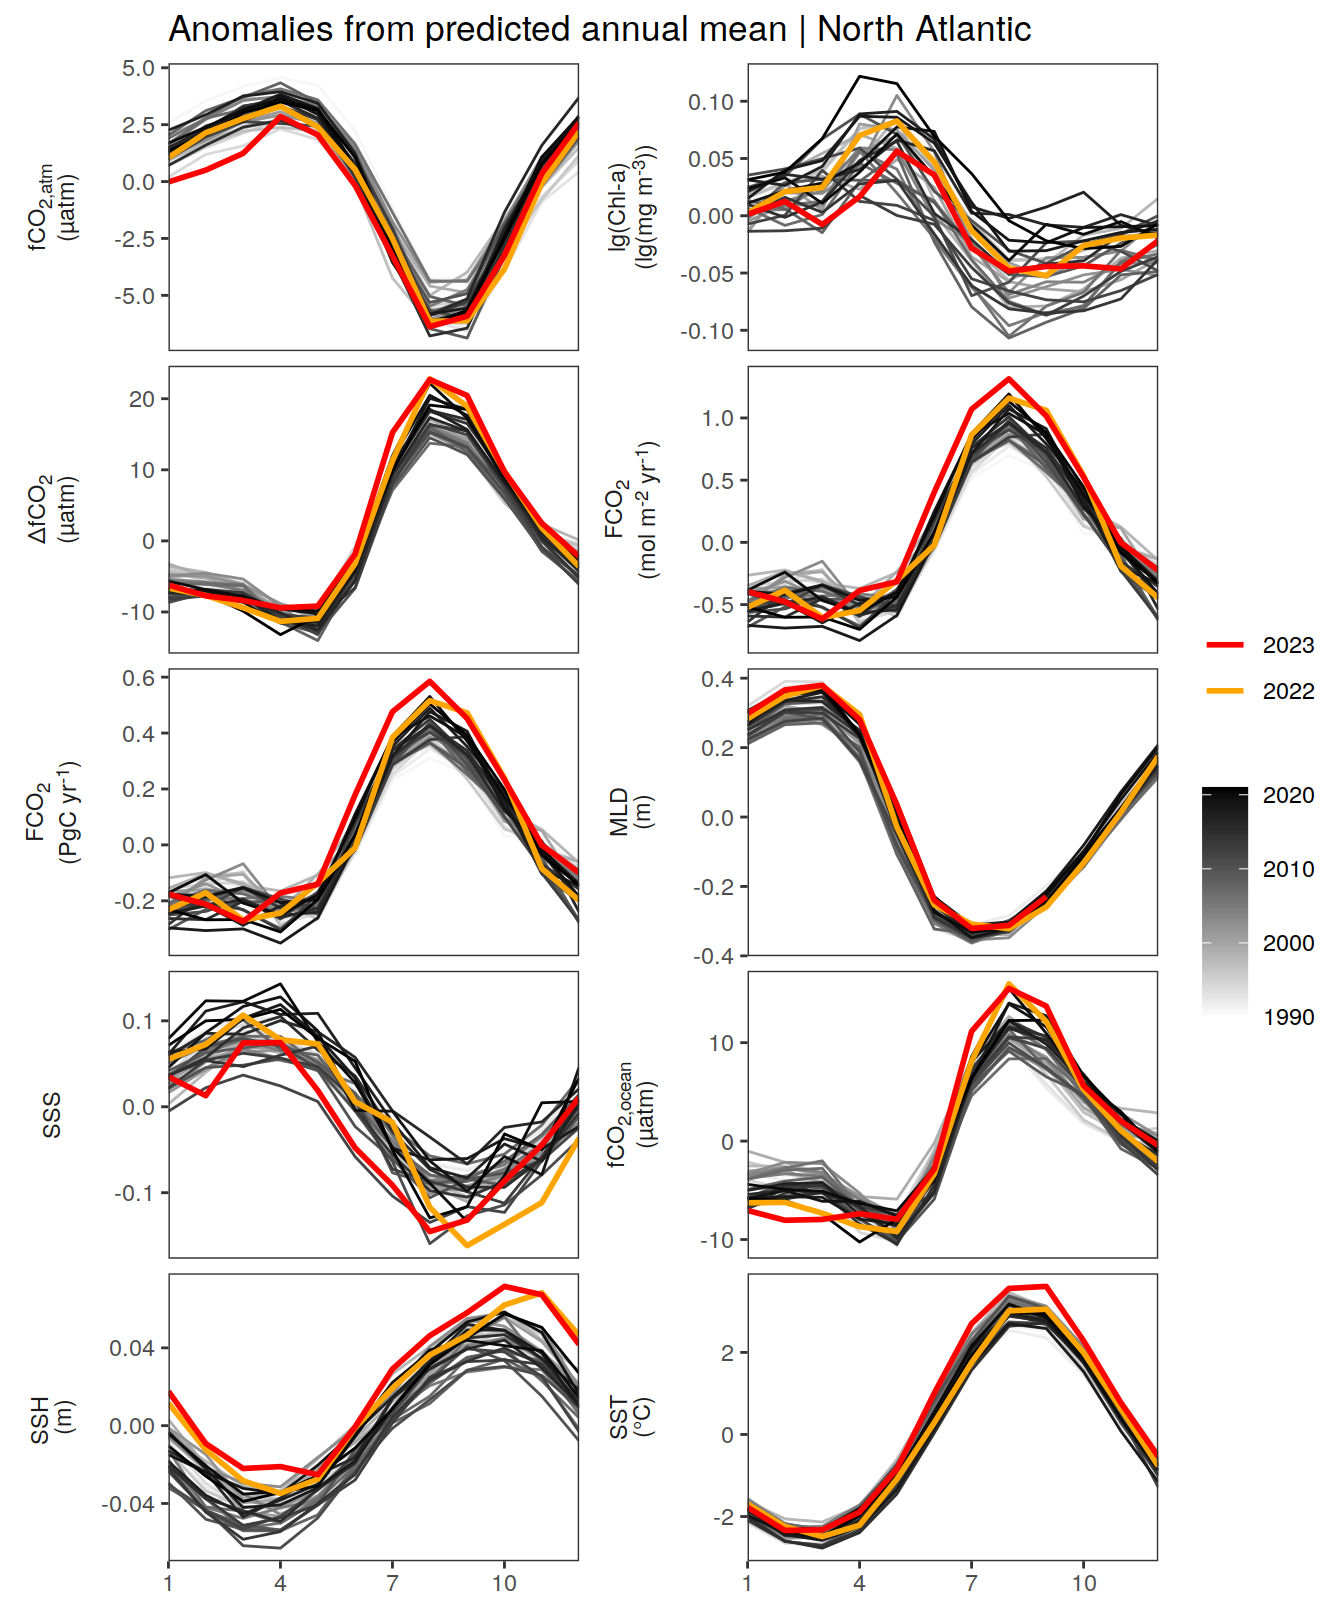 Anomalies from predicted annual mean | North Atlantic
5.0
2.5
0.0
-2.5
-5.0
fCO2,atm
(µatm)
0.10
0.05
0.00
-0.05
-0.10
lg(Chl-a)
(lg(mg m-3))
20
10
0
-10
ΔfCO2
(µatm)
1.0
0.5
0.0
-0.5
FCO2
(mol m-2 yr-1)
0.6
0.4
0.2
0.0
-0.2
FCO2
(PgC yr-1)
0.4
0.2
0.0
-0.2
-0.4
MLD
(m)
0.1
0.0
-0.1
SSS
10
0
-10
fCO2,ocean
(µatm)
0.04
0.00
-0.04
SSH
(m)
2
0
-2
SST
(°C)
1
4
7
10
1
4
7
10
2023
2022
2020
2010
2000
1990